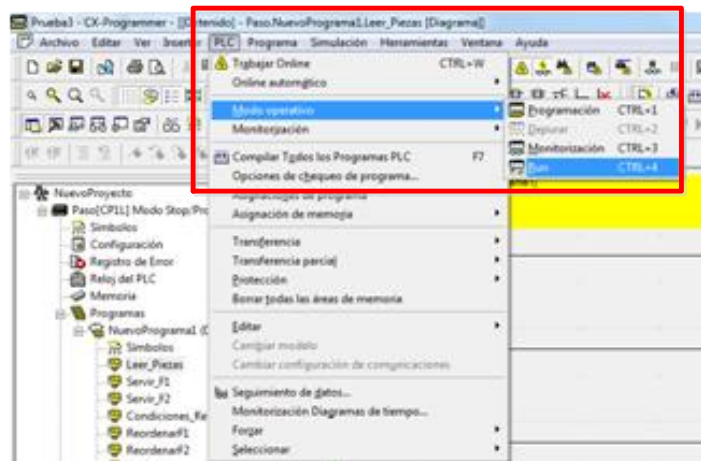 Prueba3 - CX-Programmer - [[Contenido] - Paso.NuevoPrograma1.Leer_Piezas [Diagrama]]
Archivo Editar Ver Insertar PLC Programa Simulación Herramientas Ventana Ayuda
Trabajar Online CTRL+W
Online automático
Modo operativo
Programación CTRL+1
Depurar CTRL+2
Monitorización
Monitorización CTRL+3
Compilar Todos los Programas PLC F7
Run CTRL+4
Opciones de chequeo de programa...
Asignaciones de programa
Asignación de memoria
Transferencia
Transferencia parcial
Protección
Borrar todas las áreas de memoria
Editar
Cambiar modelo
Cambiar configuración de comunicaciones
Seguimiento de datos...
Monitorización Diagramas de tiempo...
Forzar
Seleccionar
NuevoProyecto
Paso[CP1L] Modo Stop/Pro
Símbolos
Configuración
Registro de Error
Reloj del PLC
Memoria
Programas
NuevoPrograma1 (0
Símbolos
Leer_Piezas
Servir_F1
Servir_F2
Condiciones_Re
ReordenarF1
ReordenarF2